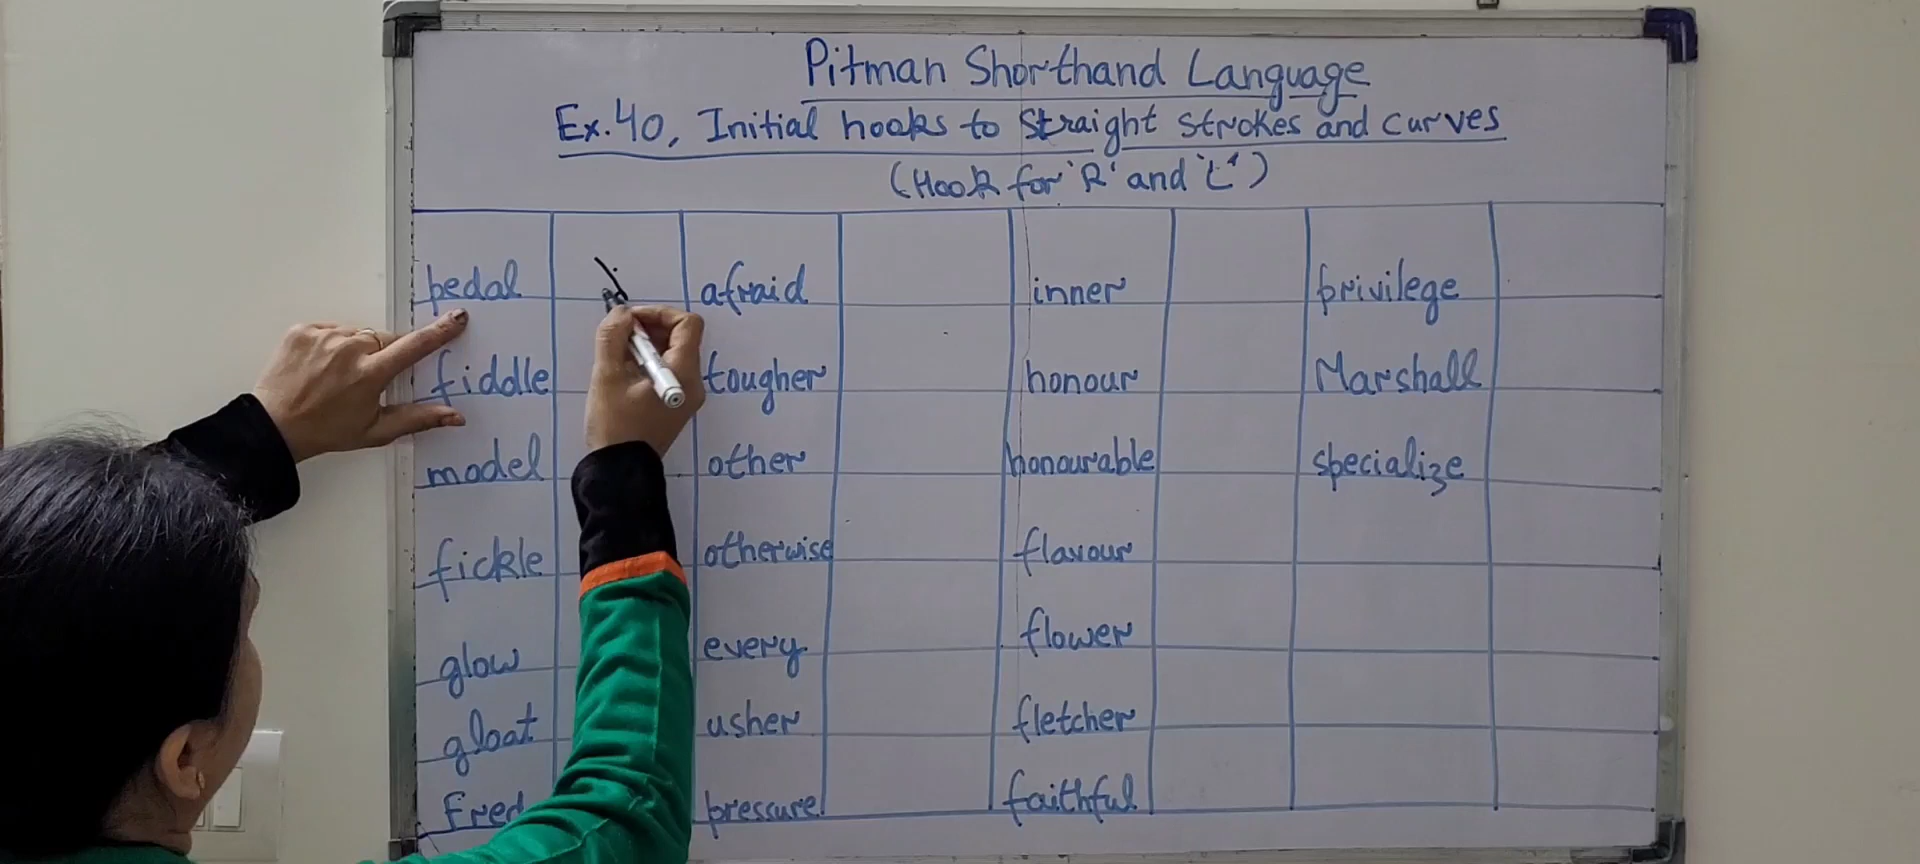 Pitman Shorthand Language
Ex.40, Initial hooks to straight strokes and curves
(Hook for 'R' and 'L')
pedal afraid inner privilege
fiddle tougher honour Marshall
model other honourable specialize
fickle otherwise flavour
glow every flower
gloat usher fletcher
Fred pressure faithful